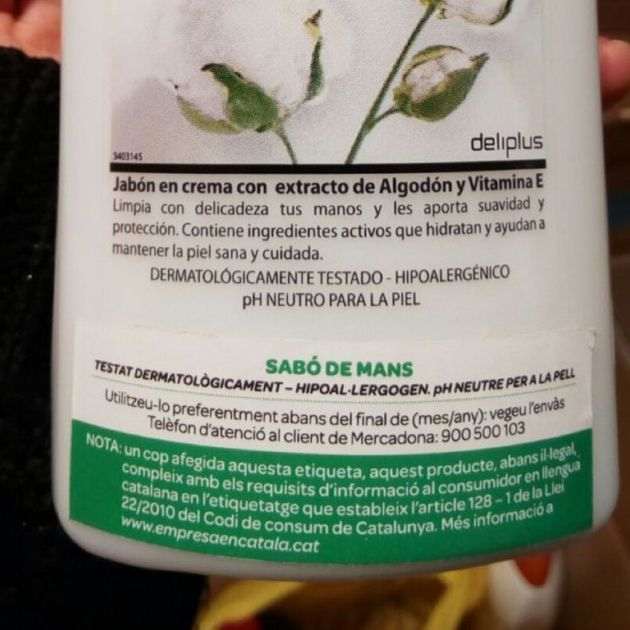 deliplus
3403145
Jabón en crema con extracto de Algodón y Vitamina E
Limpia con delicadeza tus manos y les aporta suavidad y
protección. Contiene ingredientes activos que hidratan y ayudan a
mantener la piel sana y cuidada.
DERMATOLÓGICAMENTE TESTADO - HIPOALERGÉNICO
pH NEUTRO PARA LA PIEL
SABÓ DE MANS
TESTAT DERMATOLÒGICAMENT – HIPOAL·LERGOGEN. pH NEUTRE PER A LA PELL
Utilitzeu-lo preferentment abans del final de (mes/any): vegeu l'envàs
Telèfon d'atenció al client de Mercadona: 900 500 103
NOTA: un cop afegida aquesta etiqueta, aquest producte, abans il·legal,
compleix amb els requisits d'informació al consumidor en llengua
catalana en l'etiquetatge que estableix l'article 128 – 1 de la Llei
22/2010 del Codi de consum de Catalunya. Més informació a
www.empresaencatala.cat